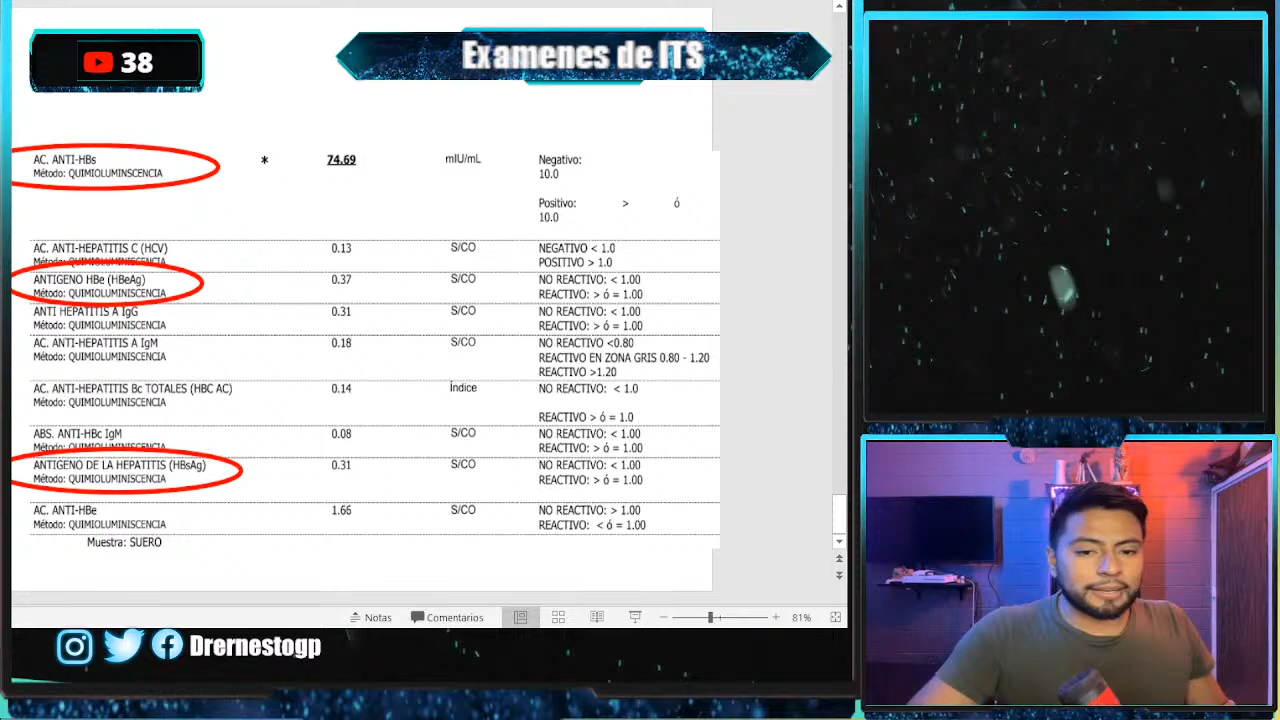 38
Examenes de ITS
AC. ANTI-HBs * 74.69 mIU/mL Negativo:
Método: QUIMIOLUMINSCENCIA 10.0
Positivo: > ó
10.0
AC. ANTI-HEPATITIS C (HCV) 0.13 S/CO NEGATIVO < 1.0
Método: QUIMIOLUMINISCENCIA POSITIVO > 1.0
ANTIGENO HBe (HBeAg) 0.37 S/CO NO REACTIVO: < 1.00
Método: QUIMIOLUMINISCENCIA REACTIVO: > ó = 1.00
ANTI HEPATITIS A IgG 0.31 S/CO NO REACTIVO: < 1.00
Método: QUIMIOLUMINISCENCIA REACTIVO: > ó = 1.00
AC. ANTI-HEPATITIS A IgM 0.18 S/CO NO REACTIVO <0.80
Método: QUIMIOLUMINISCENCIA REACTIVO EN ZONA GRIS 0.80 - 1.20
REACTIVO >1.20
AC. ANTI-HEPATITIS Bc TOTALES (HBC AC) 0.14 Índice NO REACTIVO: < 1.0
Método: QUIMIOLUMINISCENCIA
REACTIVO > ó = 1.0
ABS. ANTI-HBc IgM 0.08 S/CO NO REACTIVO: < 1.00
Método: QUIMIOLUMINISCENCIA REACTIVO: > ó = 1.00
ANTIGENO DE LA HEPATITIS (HBsAg) 0.31 S/CO NO REACTIVO: < 1.00
Método: QUIMIOLUMINISCENCIA REACTIVO: > ó = 1.00
AC. ANTI-HBe 1.66 S/CO NO REACTIVO: > 1.00
Método: QUIMIOLUMINISCENCIA REACTIVO: < ó = 1.00
Muestra: SUERO
Notas Comentarios 81%
Drernestogp